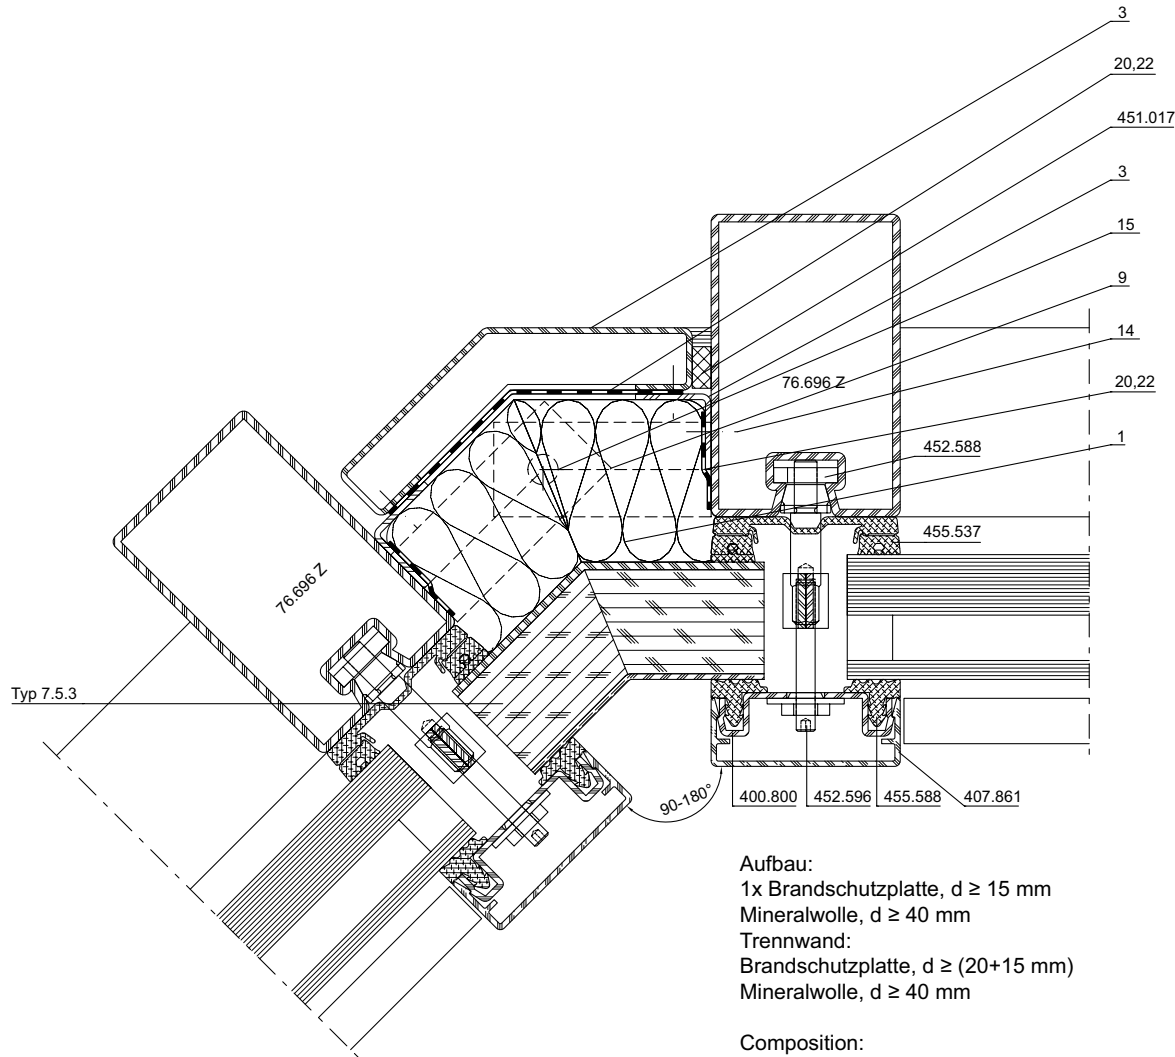 3
20,22
451.017
3
15
9
14
20,22
1
76.696 Z
452.588
455.537
76.696 Z
Typ 7.5.3
90-180°
400.800
452.596
455.588
407.861
Aufbau:
1x Brandschutzplatte, d ≥ 15 mm
Mineralwolle, d ≥ 40 mm
Trennwand:
Brandschutzplatte, d ≥ (20+15 mm)
Mineralwolle, d ≥ 40 mm
Composition: